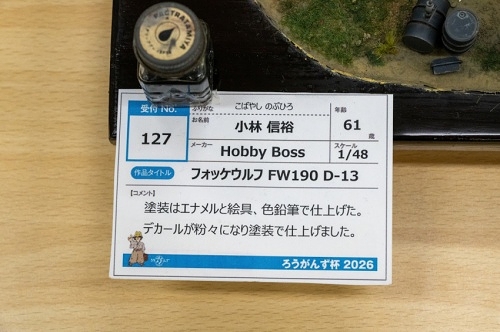 受付 No.
127
ふりがな こばやし のぶひろ
お名前 小林 信裕
年齢 61 歳
メーカー Hobby Boss
スケール 1/48
作品タイトル フォッケウルフ FW190 D-13
【コメント】
塗装はエナメルと絵具、色鉛筆で仕上げた。
デカールが粉々になり塗装で仕上げました。
ろうがんず杯 2026